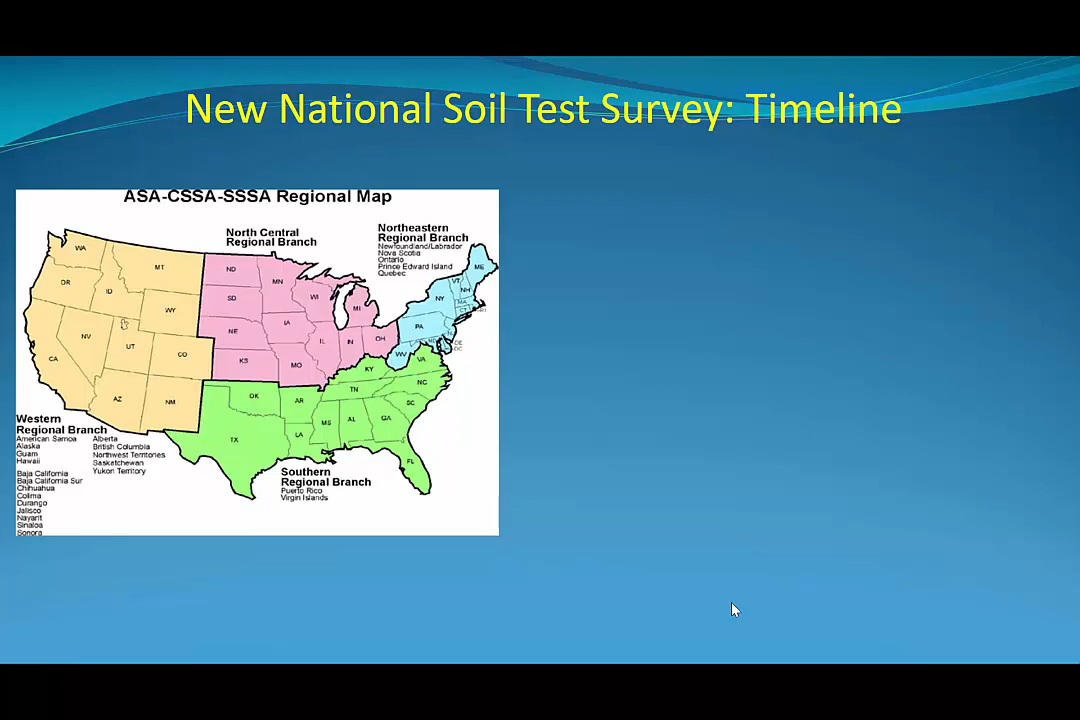 New National Soil Test Survey: Timeline
ASA-CSSA-SSSA Regional Map
North Central
Regional Branch
Northeastern
Regional Branch
Newfoundland/Labrador
Nova Scotia
Ontario
Prince Edward Island
Quebec
WA
MT
ND
MN
ME
OR
ID
SD
WI
VT
NH
NY
MA
WY
MI
CT
NV
NE
IA
PA
UT
CO
IL
IN
OH
MD
DE
DC
CA
KS
MO
WV
VA
KY
AZ
NM
OK
AR
TN
NC
SC
TX
LA
MS
AL
GA
FL
Western
Regional Branch
American Samoa
Alaska
Guam
Hawaii
Baja California
Baja California Sur
Chihuahua
Colima
Durango
Jalisco
Nayarit
Sinaloa
Sonora
Alberta
British Columbia
Northwest Territories
Saskatchewan
Yukon Territory
Southern
Regional Branch
Puerto Rico
Virgin Islands